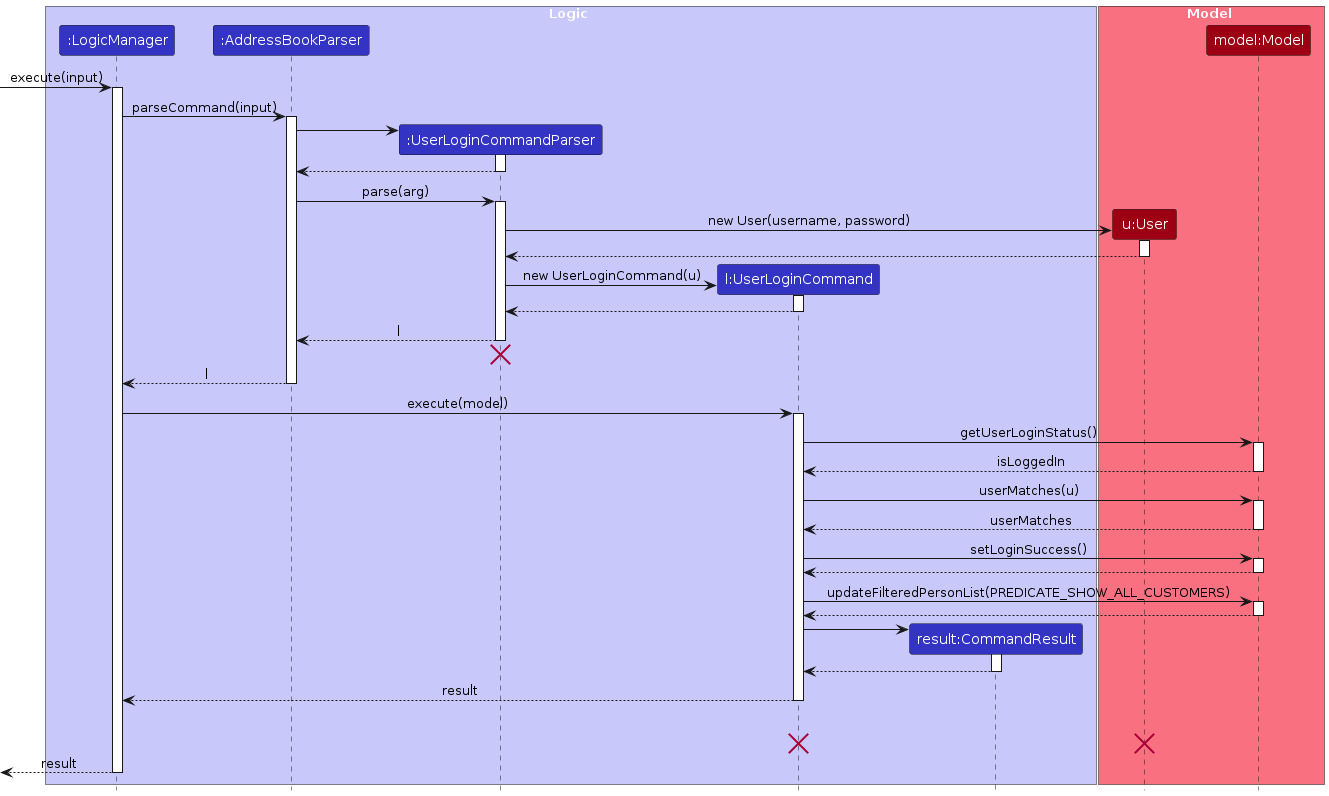 Logic
Model
:LogicManager
:AddressBookParser
model:Model
execute(input)
parseCommand(input)
:UserLoginCommandParser
parse(arg)
new User(username, password)
u:User
new UserLoginCommand(u)
l:UserLoginCommand
l
l
execute(model)
getUserLoginStatus()
isLoggedIn
userMatches(u)
userMatches
setLoginSuccess()
updateFilteredPersonList(PREDICATE_SHOW_ALL_CUSTOMERS)
result:CommandResult
result
result